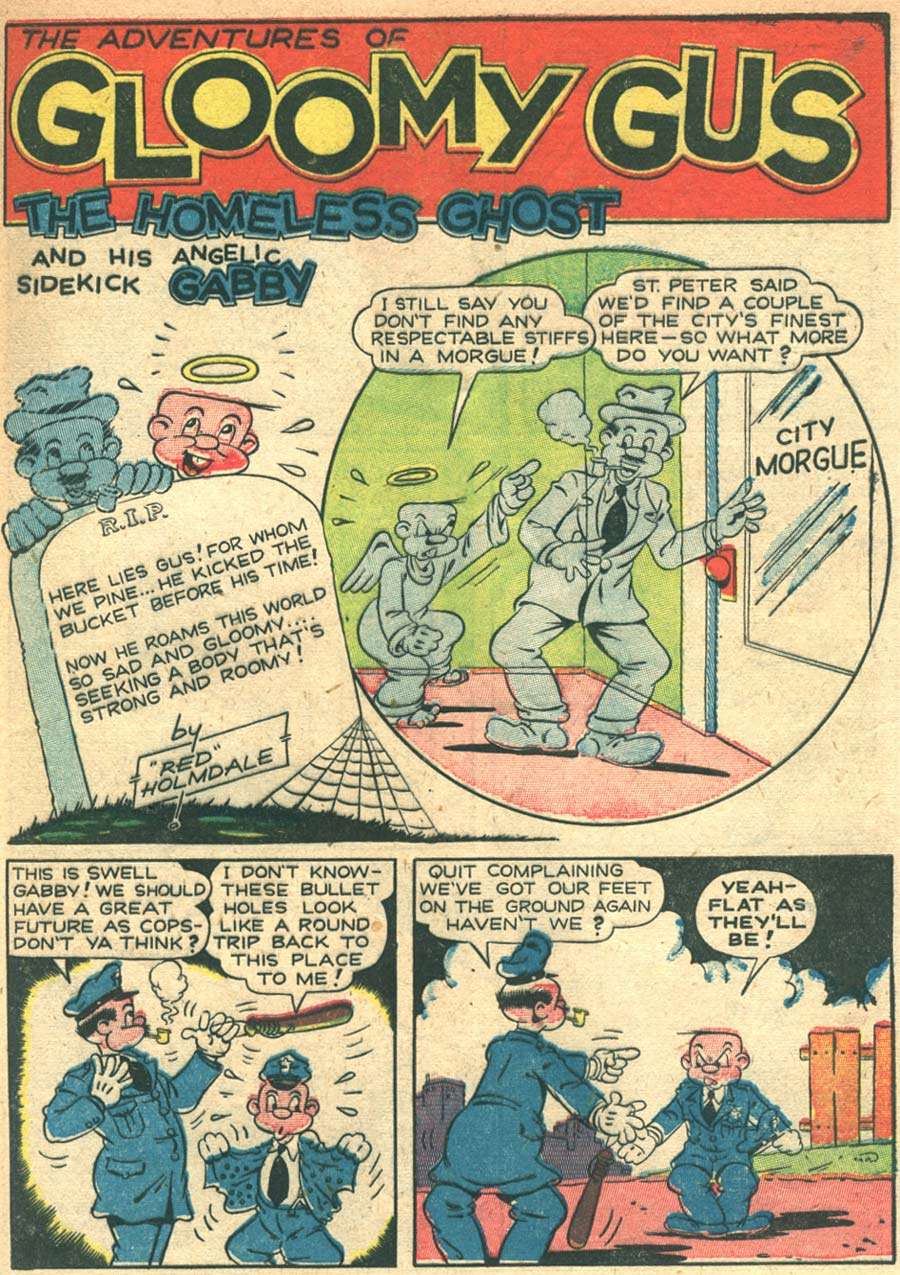 THE ADVENTURES OF
GLOOMY GUS
THE HOMELESS GHOST
AND HIS ANGELIC
SIDEKICK GABBY
I STILL SAY YOU
DON'T FIND ANY
RESPECTABLE STIFFS
IN A MORGUE!
ST. PETER SAID
WE'D FIND A COUPLE
OF THE CITY'S FINEST
HERE—SO WHAT MORE
DO YOU WANT?
CITY
MORGUE
R.I.P.
HERE LIES GUS! FOR WHOM
WE PINE... HE KICKED THE
BUCKET BEFORE HIS TIME!
NOW HE ROAMS THIS WORLD
SO SAD AND GLOOMY....
SEEKING A BODY THAT'S
STRONG AND ROOMY!
by
"RED"
HOLMDALE
THIS IS SWELL
GABBY! WE SHOULD
HAVE A GREAT
FUTURE AS COPS-
DON'T YA THINK?
I DON'T KNOW-
THESE BULLET
HOLES LOOK
LIKE A ROUND
TRIP BACK TO
THIS PLACE
TO ME!
QUIT COMPLAINING
WE'VE GOT OUR FEET
ON THE GROUND AGAIN
HAVEN'T WE?
YEAH-
FLAT AS
THEY'LL
BE!